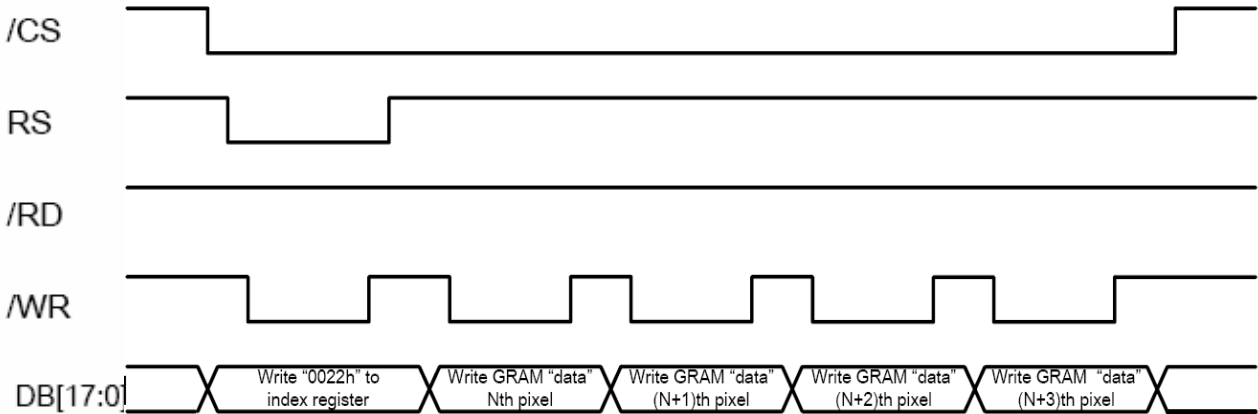 /CS
RS
/RD
/WR
DB[17:0]
Write “0022h” to
index register
Write GRAM “data”
Nth pixel
Write GRAM “data”
(N+1)th pixel
Write GRAM “data”
(N+2)th pixel
Write GRAM “data”
(N+3)th pixel